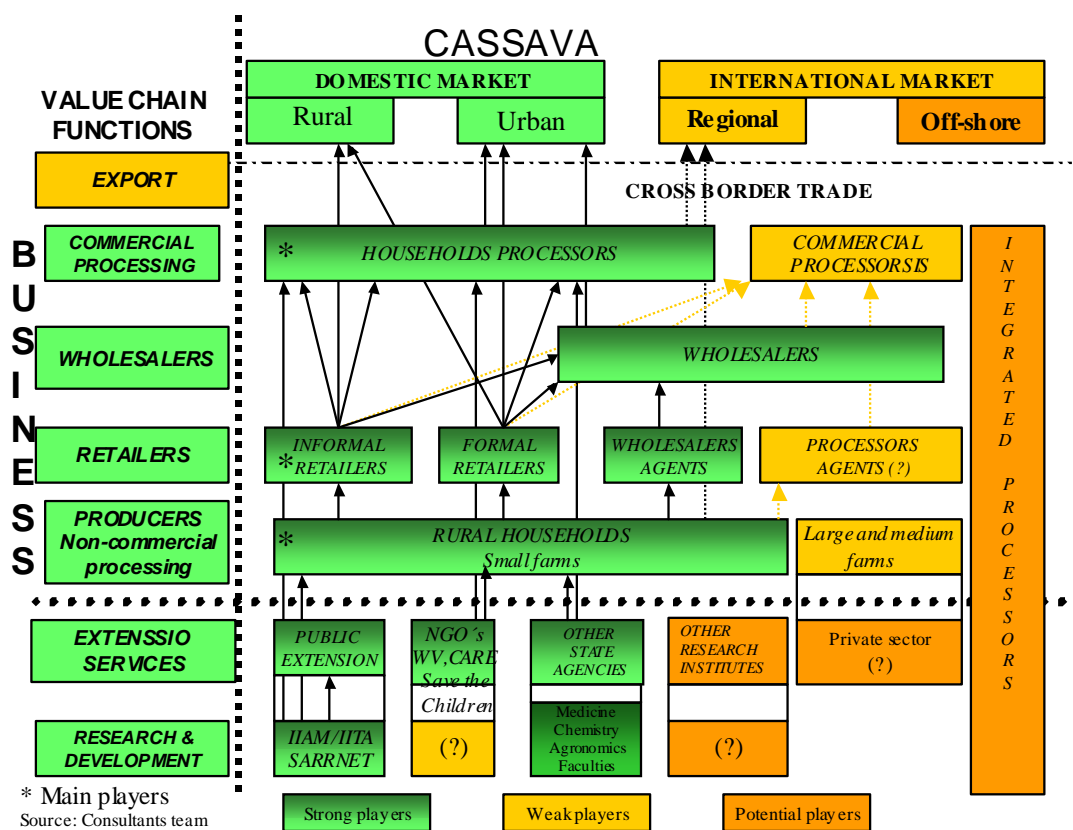 CASSAVA
DOMESTIC MARKET
INTERNATIONAL MARKET
VALUE CHAIN
FUNCTIONS
Rural
Urban
Regional
Off-shore
EXPORT
CROSS BORDER TRADE
BUSINESS
COMMERCIAL
PROCESSING
* HOUSEHOLDS PROCESSORS
COMMERCIAL
PROCESSORSIS
INTEGRATED PROCESSORS
WHOLESALERS
WHOLESALERS
RETAILERS
INFORMAL
* RETAILERS
FORMAL
RETAILERS
WHOLESALERS
AGENTS
PROCESSORS
AGENTS (?)
PRODUCERS
Non-commercial
processing
* RURAL HOUSEHOLDS
Small farms
Large and medium
farms
EXTENSSIO
SERVICES
PUBLIC
EXTENSION
NGO´s
WV,CARE
Save the
Children
OTHER
STATE
AGENCIES
OTHER
RESEARCH
INSTITUTES
Private sector
(?)
RESEARCH &
DEVELOPMENT
IIAM/IITA
SARRNET
(?)
Medicine
Chemistry
Agronomics
Faculties
(?)
* Main players
Source: Consultants team
Strong players
Weak players
Potential players